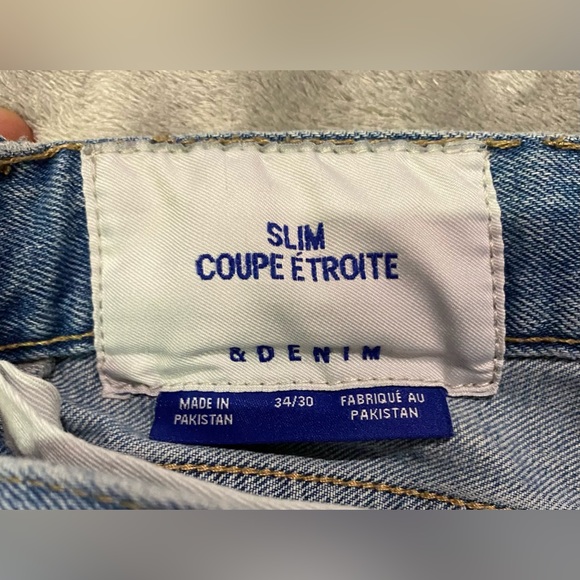 SLIM
COUPE ÉTROITE
& DENIM
MADE IN PAKISTAN
34/30
FABRIQUÉ AU PAKISTAN